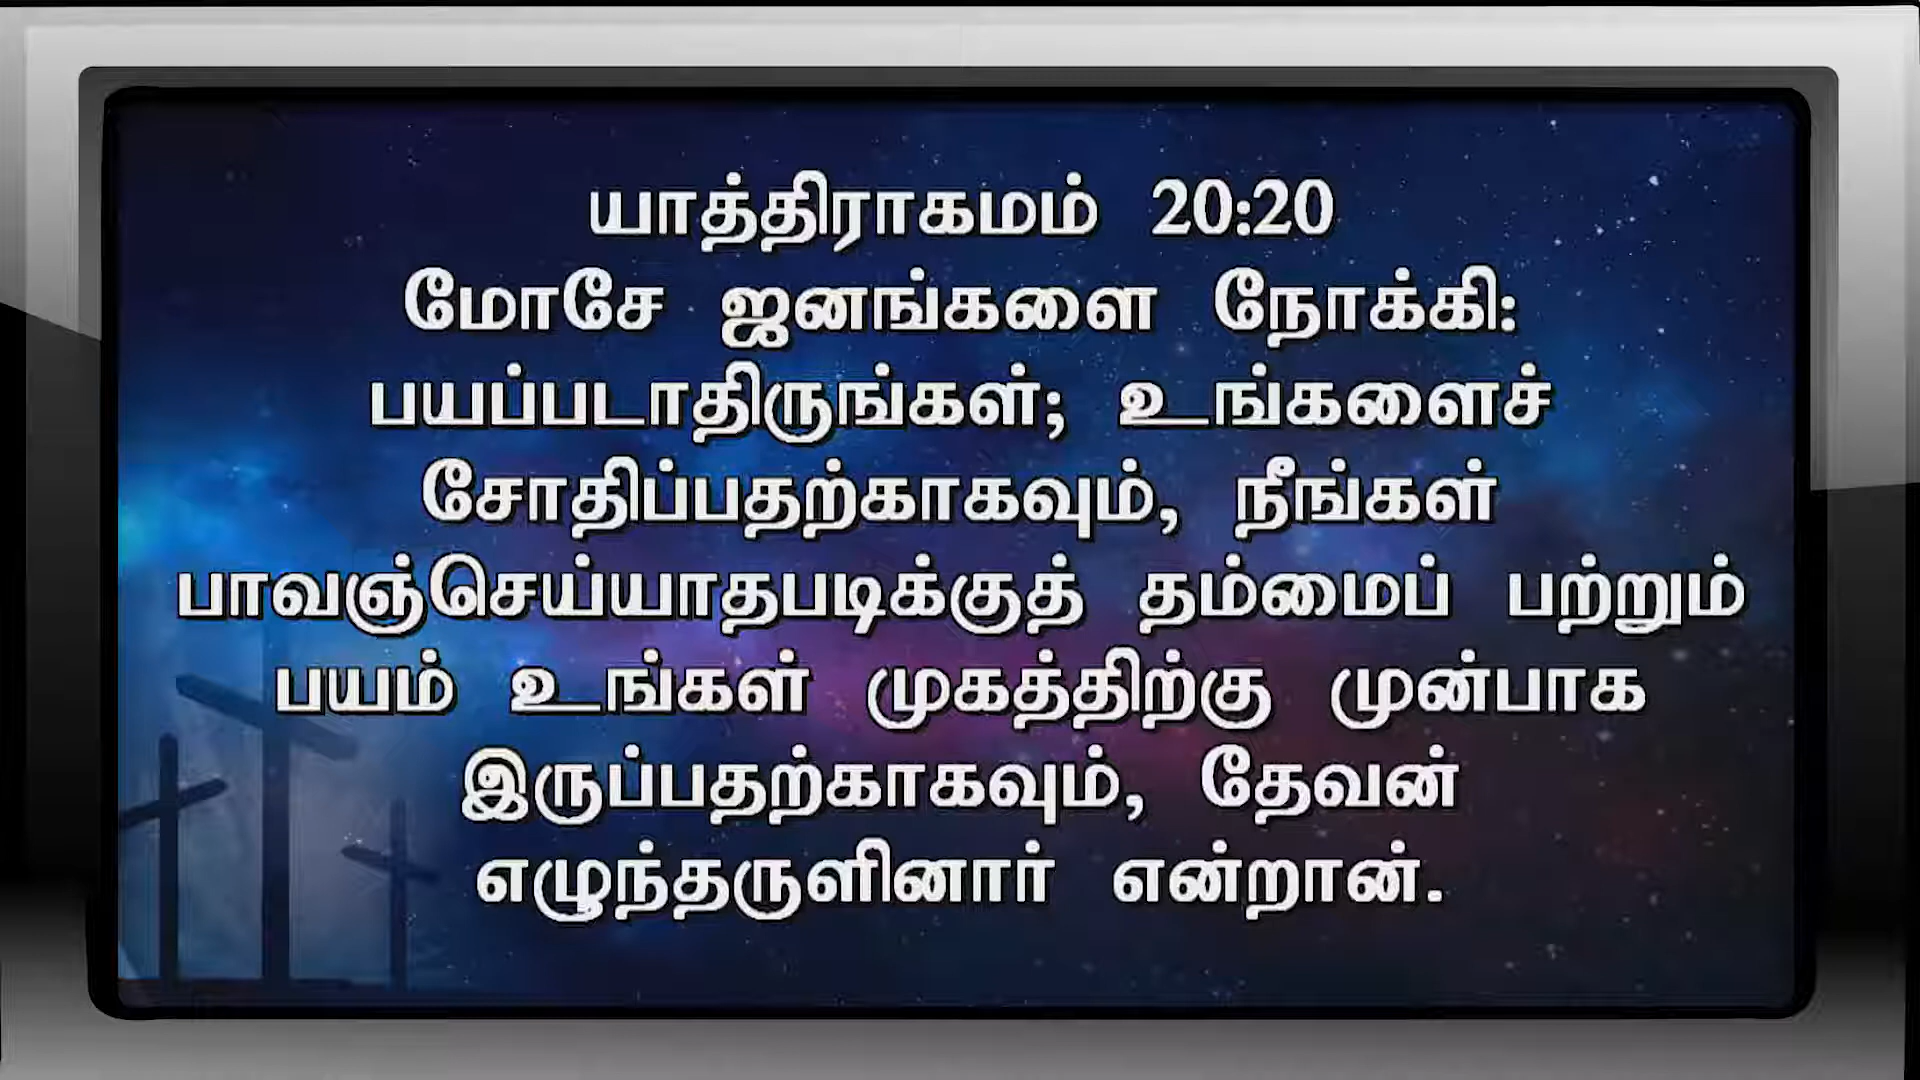 யாத்திராகமம் 20:20
மோசே ஜனங்களை நோக்கி:
பயப்படாதிருங்கள்; உங்களைச்
சோதிப்பதற்காகவும், நீங்கள்
பாவஞ்செய்யாதபடிக்குத் தம்மைப் பற்றும்
பயம் உங்கள் முகத்திற்கு முன்பாக
இருப்பதற்காகவும், தேவன்
எழுந்தருளினார் என்றான்.